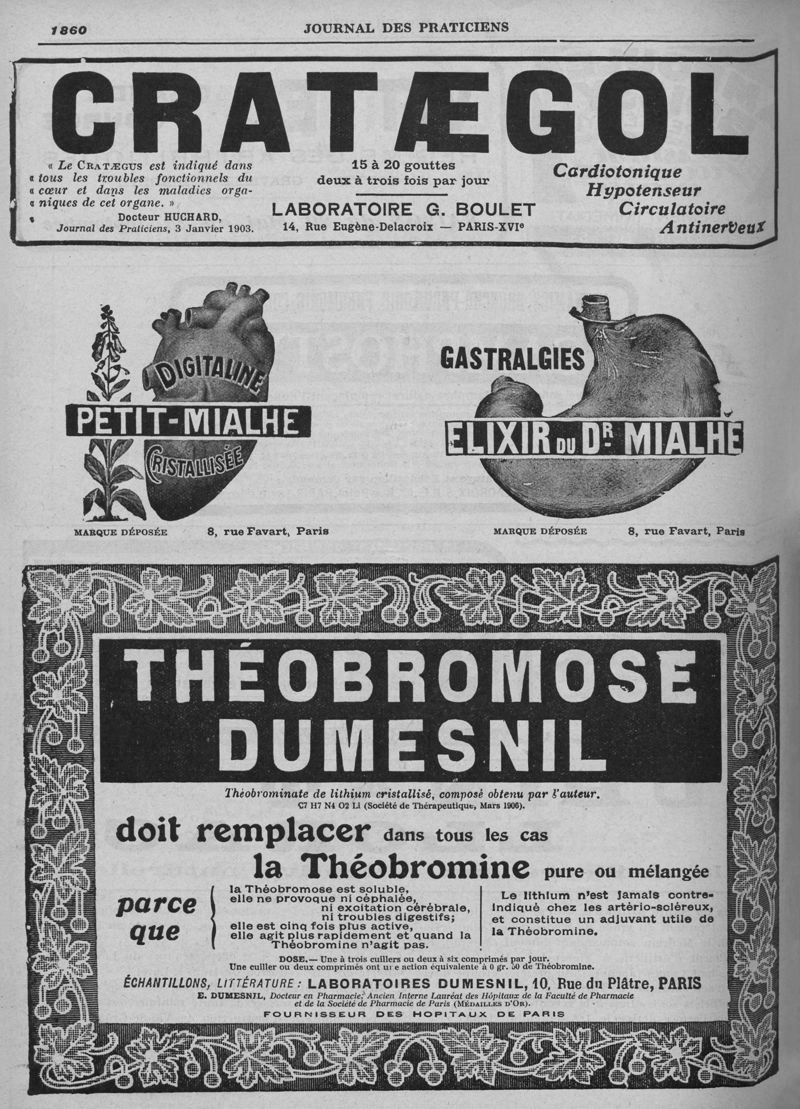 1860
JOURNAL DES PRATICIENS
CRATÆGOL
« Le CRATÆGUS est indiqué dans
« tous les troubles fonctionnels du
« cœur et dans les maladies orga-
« niques de cet organe. »
Docteur HUCHARD,
Journal des Praticiens, 3 Janvier 1903.
15 à 20 gouttes
deux à trois fois par jour
LABORATOIRE G. BOULET
14, Rue Eugène-Delacroix — PARIS-XVIe
Cardiotonique
Hypotenseur
Circulatoire
Antinerveux
DIGITALINE
PETIT-MIALHE
CRISTALLISÉE
MARQUE DÉPOSÉE
8, rue Favart, Paris
GASTRALGIES
ELIXIR DU DR MIALHE
MARQUE DÉPOSÉE
8, rue Favart, Paris
THÉOBROMOSE
DUMESNIL
Théobrominate de lithium cristallisé, composé obtenu par l'auteur.
C7 H7 N4 O2 Li (Société de Thérapeutique, Mars 1906).
doit remplacer dans tous les cas
la Théobromine pure ou mélangée
parce
que
la Théobromose est soluble,
elle ne provoque ni céphalée,
ni excitation cérébrale,
ni troubles digestifs;
elle est cinq fois plus active,
elle agit plus rapidement et quand la
Théobromine n'agit pas.
Le lithium n'est jamais contre-
indiqué chez les artério-scléreux,
et constitue un adjuvant utile de
la Théobromine.
DOSE.— Une à trois cuillers ou deux à six comprimés par jour.
Une cuiller ou deux comprimés ont une action équivalente à 0 gr. 50 de Théobromine.
ÉCHANTILLONS, LITTÉRATURE : LABORATOIRES DUMESNIL, 10, Rue du Plâtre, PARIS
E. DUMESNIL, Docteur en Pharmacie, Ancien Interne Lauréat des Hôpitaux de la Faculté de Pharmacie
et de la Société de Pharmacie de Paris (MÉDAILLES D'OR).
FOURNISSEUR DES HOPITAUX DE PARIS